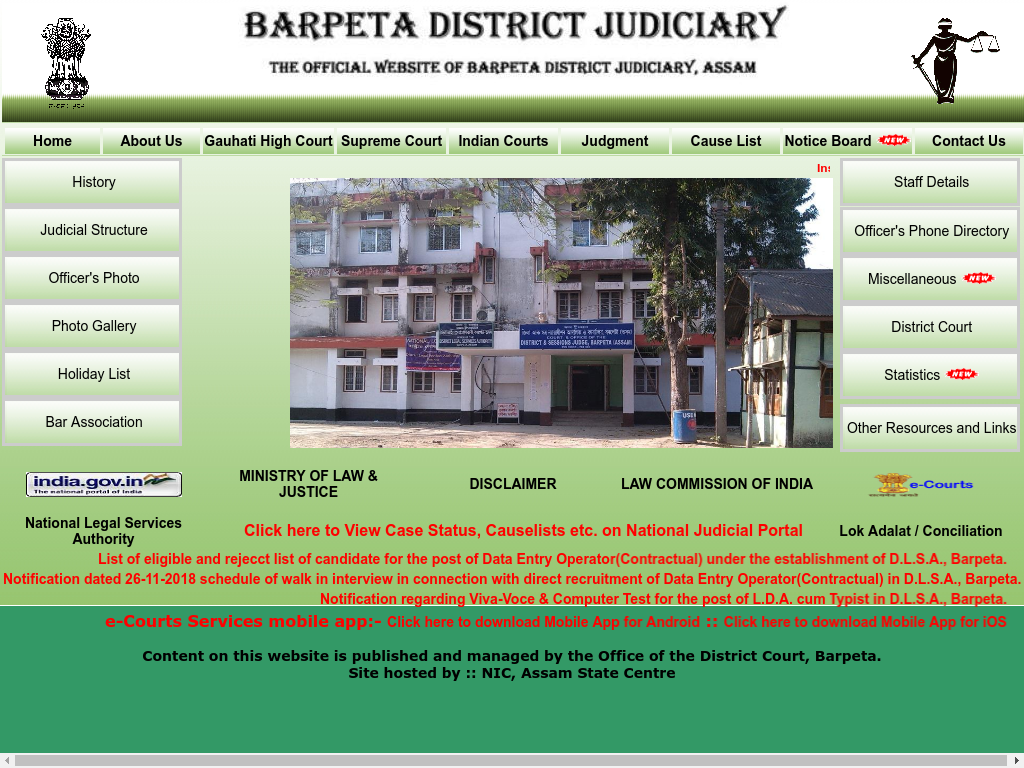 BARPETA DISTRICT JUDICIARY
THE OFFICIAL WEBSITE OF BARPETA DISTRICT JUDICIARY, ASSAM
Home About Us Gauhati High Court Supreme Court Indian Courts Judgment Cause List Notice Board NEW Contact Us
History
Judicial Structure
Officer's Photo
Photo Gallery
Holiday List
Bar Association
Ins
DISTRICT & SESSIONS JUDGE, BARPETA (ASSAM)
Staff Details
Officer's Phone Directory
Miscellaneous NEW
District Court
Statistics NEW
Other Resources and Links
india.gov.in
The national portal of India
MINISTRY OF LAW &
JUSTICE
DISCLAIMER
LAW COMMISSION OF INDIA
e-Courts
National Legal Services
Authority
Click here to View Case Status, Causelists etc. on National Judicial Portal
Lok Adalat / Conciliation
List of eligible and rejecct list of candidate for the post of Data Entry Operator(Contractual) under the establishment of D.L.S.A., Barpeta.
Notification dated 26-11-2018 schedule of walk in interview in connection with direct recruitment of Data Entry Operator(Contractual) in D.L.S.A., Barpeta.
Notification regarding Viva-Voce & Computer Test for the post of L.D.A. cum Typist in D.L.S.A., Barpeta.
e-Courts Services mobile app:- Click here to download Mobile App for Android :: Click here to download Mobile App for iOS
Content on this website is published and managed by the Office of the District Court, Barpeta.
Site hosted by :: NIC, Assam State Centre